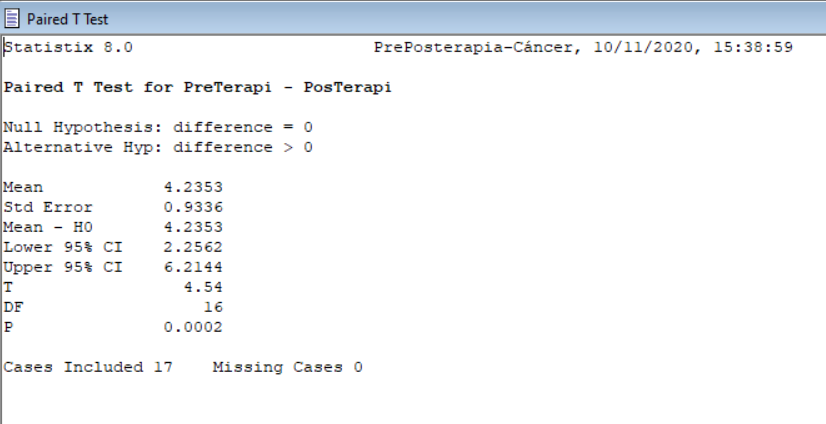 Paired T Test
Statistix 8.0 PrePosterapia-Cáncer, 10/11/2020, 15:38:59
Paired T Test for PreTerapi - PosTerapi
Null Hypothesis: difference = 0
Alternative Hyp: difference > 0
Mean 4.2353
Std Error 0.9336
Mean - H0 4.2353
Lower 95% CI 2.2562
Upper 95% CI 6.2144
T 4.54
DF 16
P 0.0002
Cases Included 17 Missing Cases 0